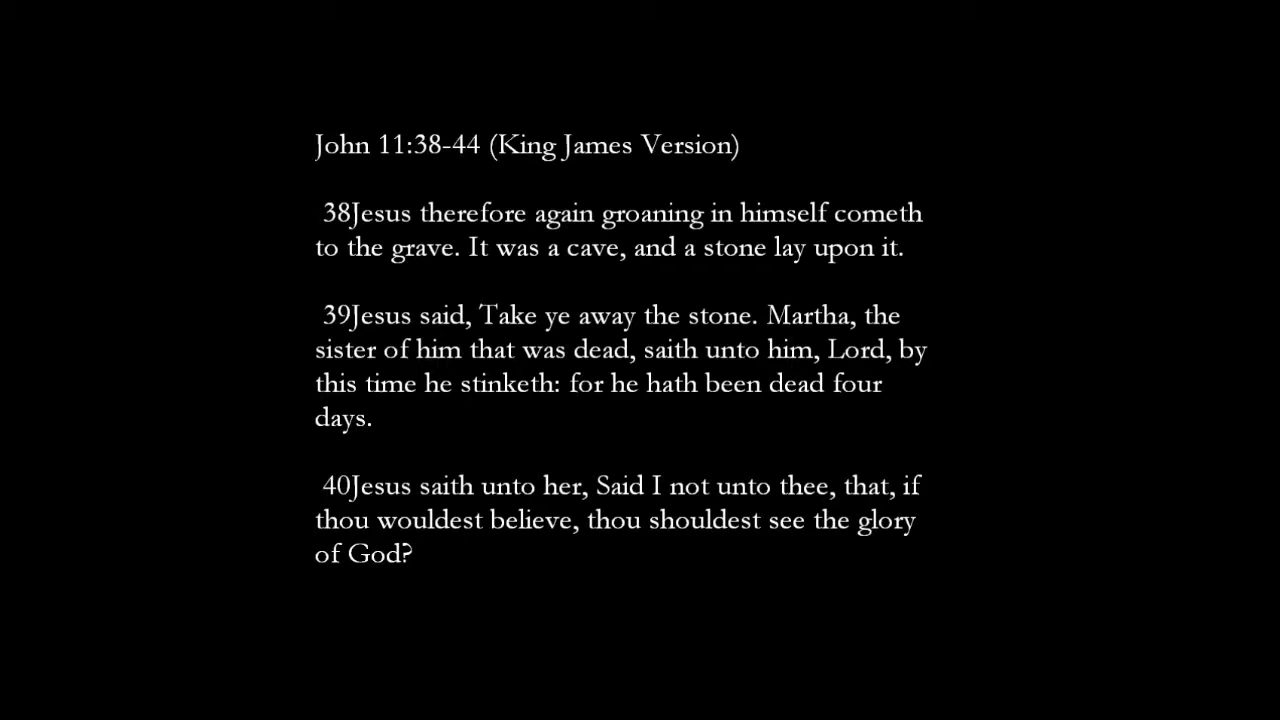 John 11:38-44 (King James Version)
38Jesus therefore again groaning in himself cometh
to the grave. It was a cave, and a stone lay upon it.
39Jesus said, Take ye away the stone. Martha, the
sister of him that was dead, saith unto him, Lord, by
this time he stinketh: for he hath been dead four
days.
40Jesus saith unto her, Said I not unto thee, that, if
thou wouldest believe, thou shouldest see the glory
of God?